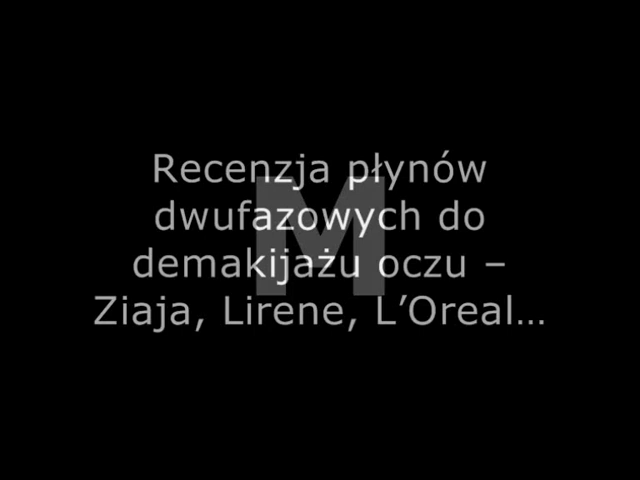 Recenzja płynów
dwufazowych do
demakijażu oczu –
Ziaja, Lirene, L’Oreal…
M